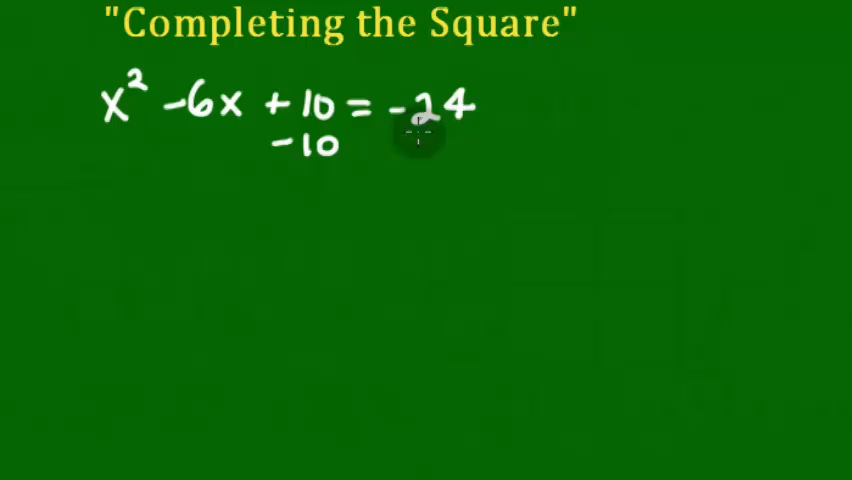 "Completing the Square"
x² -6x + 10 = -24
-10